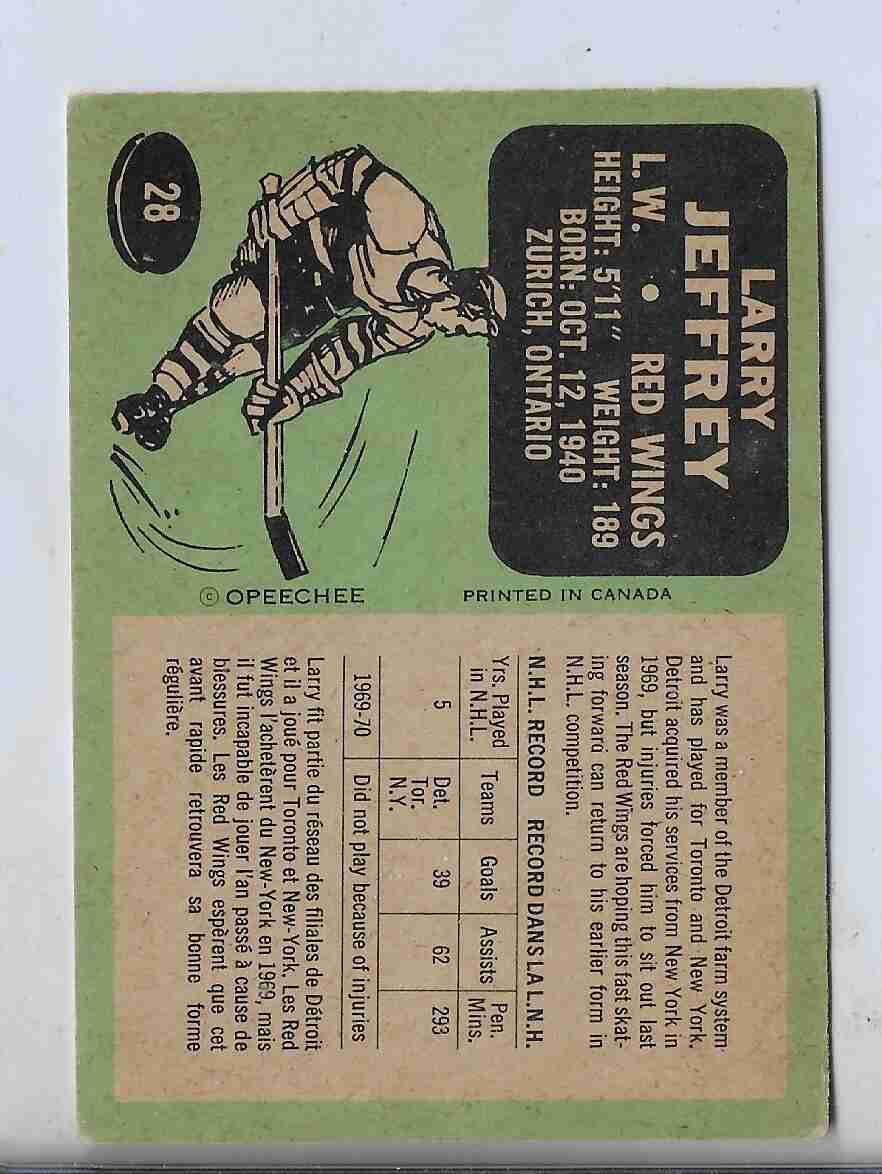 28
LARRY
JEFFREY
L.W. • RED WINGS
HEIGHT: 5'11" WEIGHT: 189
BORN: OCT. 12, 1940
ZURICH, ONTARIO
© OPEECHEE
PRINTED IN CANADA
Larry was a member of the Detroit farm system
and has played for Toronto and New York.
Detroit acquired his services from New York in
1969, but injuries forced him to sit out last
season. The Red Wings are hoping this fast skat-
ing forward can return to his earlier form in
N.H.L. competition.
N.H.L. RECORD RECORD DANS LA L.N.H.
Yrs. Played in N.H.L. Teams Goals Assists Pen. Mins.
5 Det. Tor. N.Y. 39 62 293
1969-70 Did not play because of injuries
Larry fit partie du réseau des filiales de Détroit
et il a joué pour Toronto et New-York. Les Red
Wings l'achetèrent du New-York en 1969, mais
il fut incapable de jouer l'an passé à cause de
blessures. Les Red Wings espèrent que cet
avant rapide retrouvera sa bonne forme
régulière.